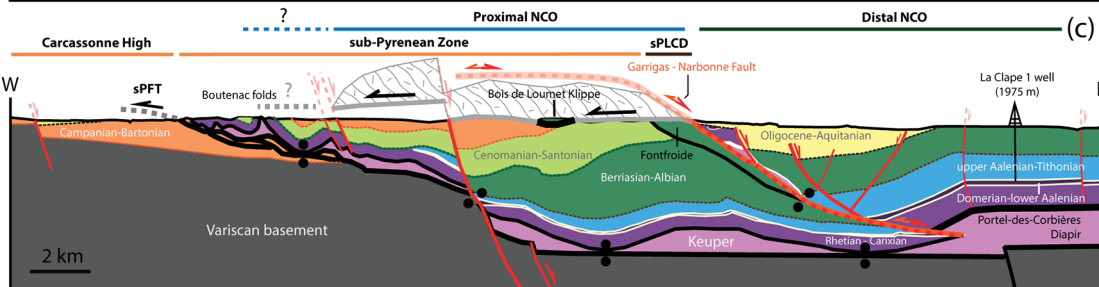 ?
Proximal NCO
Distal NCO
(c)
Carcassonne High
sub-Pyrenean Zone
sPLCD
Garrigas - Narbonne Fault
W
sPFT
Boutenac folds
?
Bois de Loumet Klippe
La Clape 1 well
(1975 m)
Campanian-Bartonian
Cenomanian-Santonian
Fontfroide
Oligocene-Aquitanian
Berriasian-Albian
upper Aalenian-Tithonian
Domerian-lower Aalenian
Portel-des-Corbières
Diapir
Variscan basement
Keuper
Rhetian - Carixian
2 km